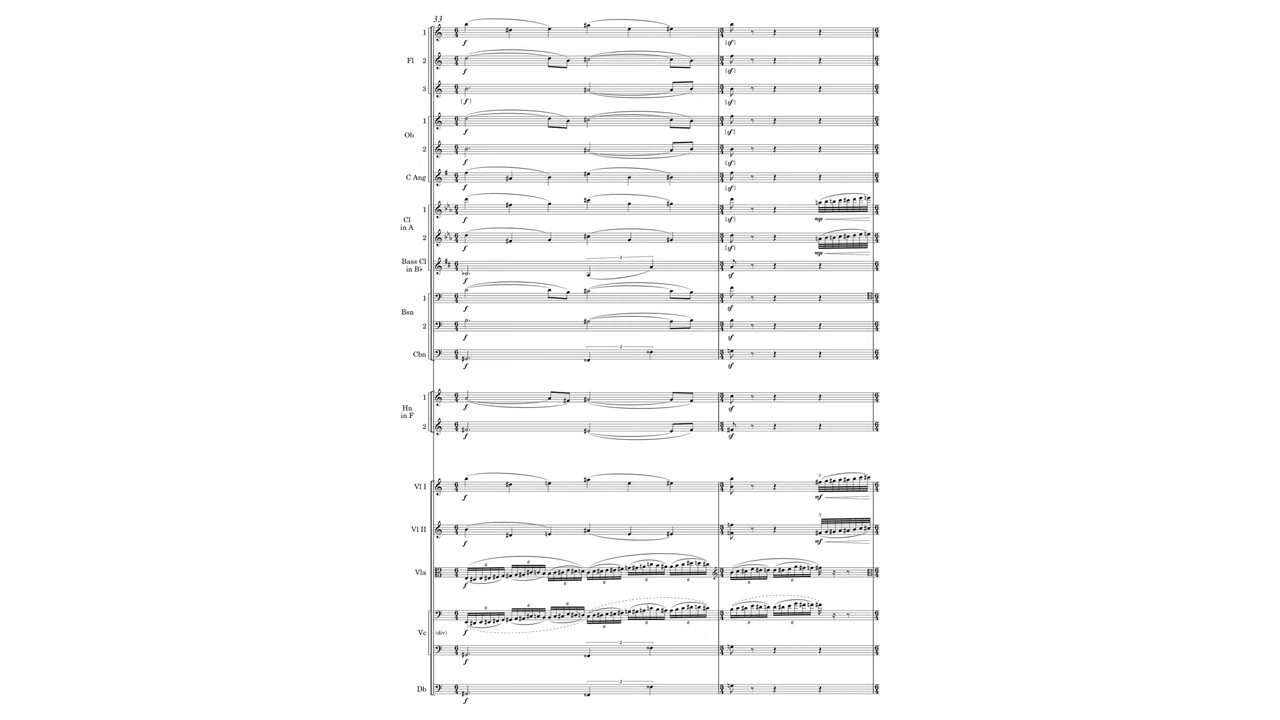 33
1
Fl 2
3
1
Ob
2
C Ang
1
Cl
in A
2
Bass Cl
in B♭
1
Bsn
2
Cbn
1
Hn
in F
2
Vl I
Vl II
Vla
Vc (div)
Db